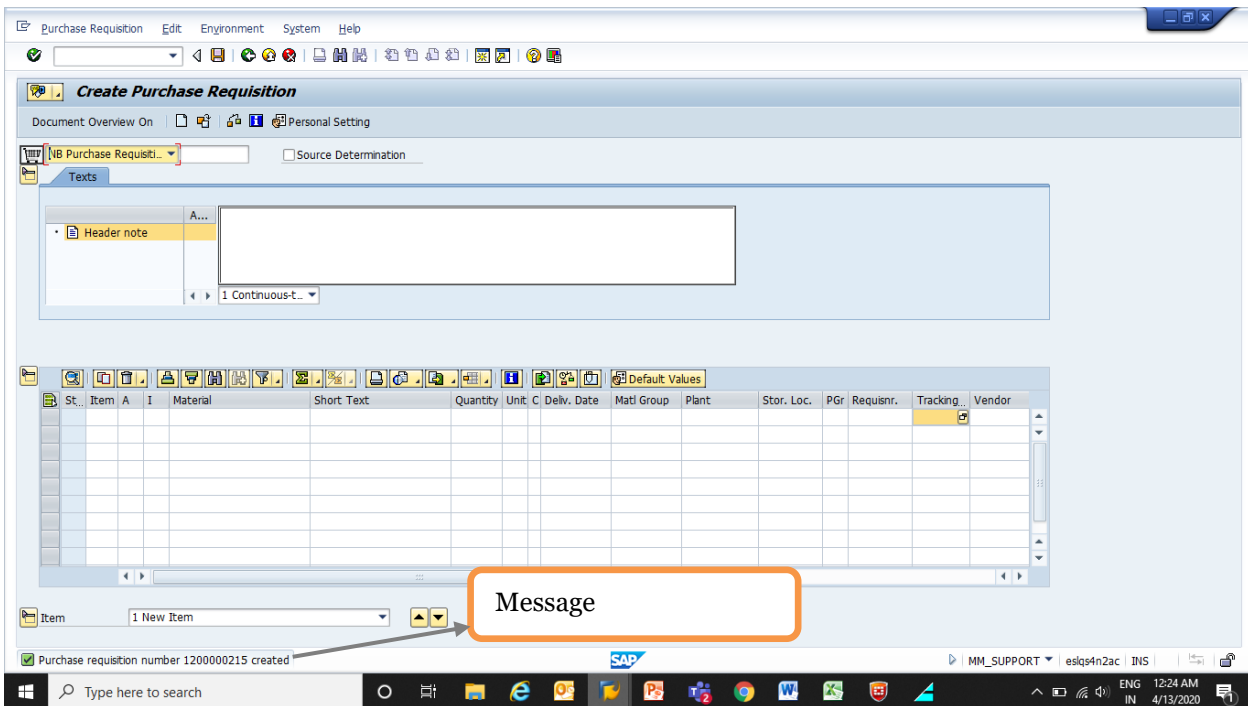 Purchase Requisition Edit Environment System Help
Create Purchase Requisition
Document Overview On Personal Setting
NB Purchase Requisiti... Source Determination
Texts
A...
Header note
1 Continuous-t...
Default Values
St... Item A I Material Short Text Quantity Unit C Deliv. Date Matl Group Plant Stor. Loc. PGr Requisnr. Tracking... Vendor
Message
Item 1 New Item
Purchase requisition number 1200000215 created SAP MM_SUPPORT eslqs4n2ac INS
Type here to search ENG 12:24 AM
IN 4/13/2020